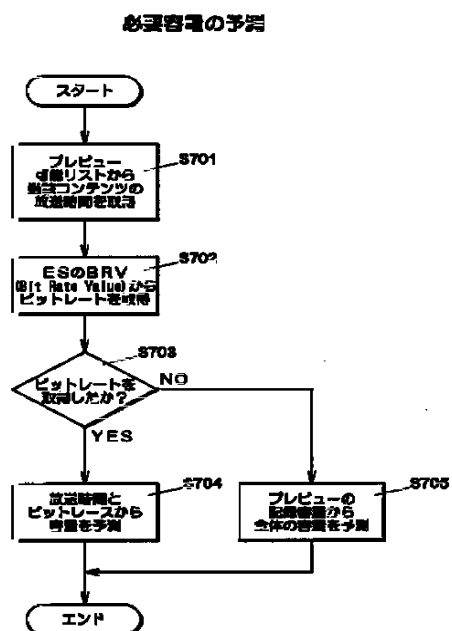 必要容量の予測
スタート
プレビュー
可能リストから
当該コンテンツの
放送時間を取得
S701
ESのBRV
(Bit Rate Value)から
ビットレートを取得
S702
ビットレートを
取得したか?
S703
NO
YES
放送時間と
ビットレースから
容量を予測
S704
プレビューの
記録容量から
全体の容量を予測
S705
エンド